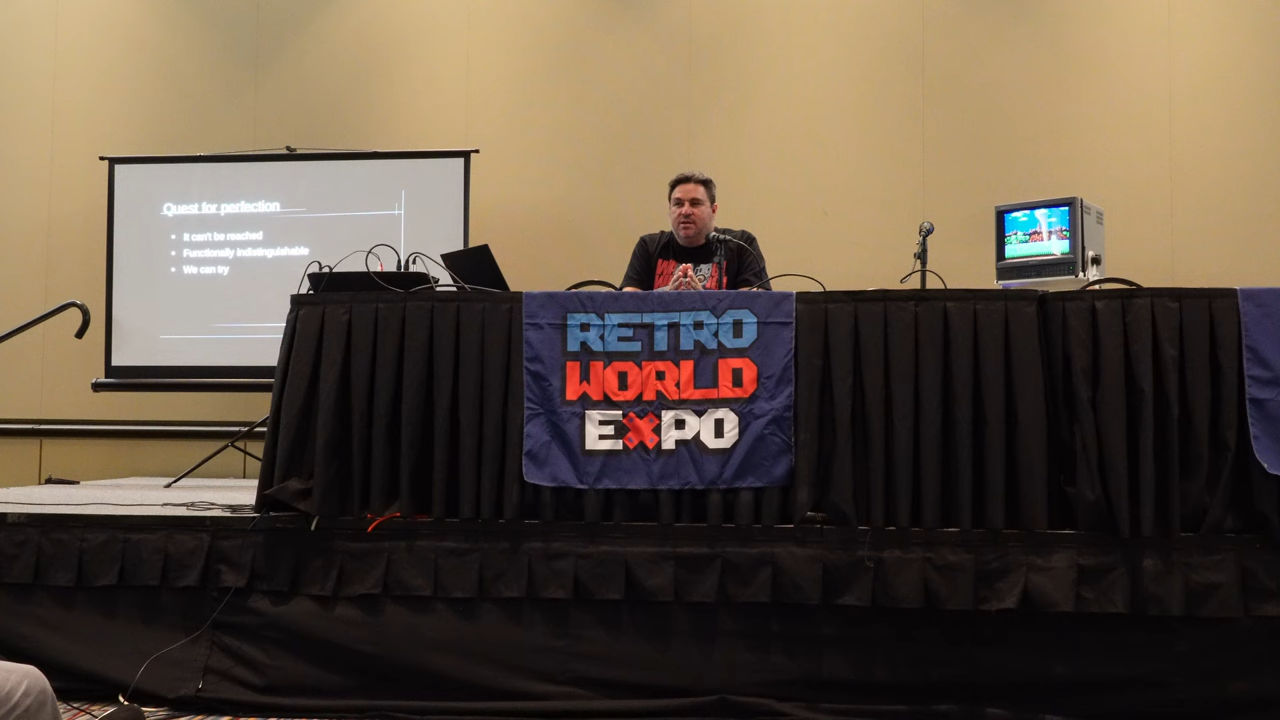 Quest for perfection
• It can't be reached
• Functionally indistinguishable
• We can try
RETRO
WORLD
EXPO